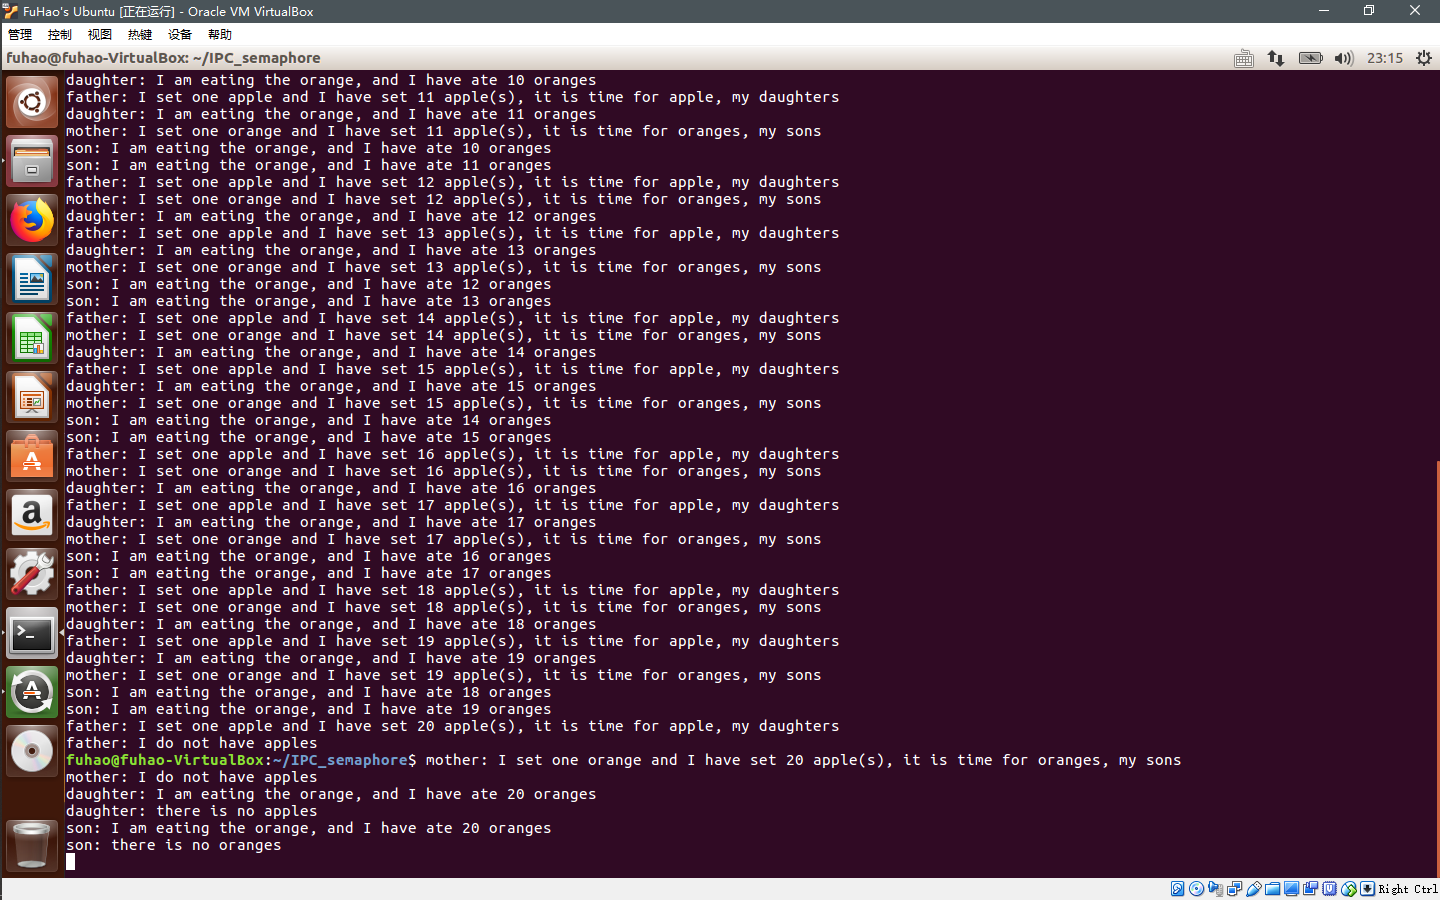 FuHao's Ubuntu [正在运行] - Oracle VM VirtualBox
管理 控制 视图 热键 设备 帮助
fuhao@fuhao-VirtualBox: ~/IPC_semaphore 23:15
daughter: I am eating the orange, and I have ate 10 oranges
father: I set one apple and I have set 11 apple(s), it is time for apple, my daughters
daughter: I am eating the orange, and I have ate 11 oranges
mother: I set one orange and I have set 11 apple(s), it is time for oranges, my sons
son: I am eating the orange, and I have ate 10 oranges
son: I am eating the orange, and I have ate 11 oranges
father: I set one apple and I have set 12 apple(s), it is time for apple, my daughters
mother: I set one orange and I have set 12 apple(s), it is time for oranges, my sons
daughter: I am eating the orange, and I have ate 12 oranges
father: I set one apple and I have set 13 apple(s), it is time for apple, my daughters
daughter: I am eating the orange, and I have ate 13 oranges
mother: I set one orange and I have set 13 apple(s), it is time for oranges, my sons
son: I am eating the orange, and I have ate 12 oranges
son: I am eating the orange, and I have ate 13 oranges
father: I set one apple and I have set 14 apple(s), it is time for apple, my daughters
mother: I set one orange and I have set 14 apple(s), it is time for oranges, my sons
daughter: I am eating the orange, and I have ate 14 oranges
father: I set one apple and I have set 15 apple(s), it is time for apple, my daughters
daughter: I am eating the orange, and I have ate 15 oranges
mother: I set one orange and I have set 15 apple(s), it is time for oranges, my sons
son: I am eating the orange, and I have ate 14 oranges
son: I am eating the orange, and I have ate 15 oranges
father: I set one apple and I have set 16 apple(s), it is time for apple, my daughters
mother: I set one orange and I have set 16 apple(s), it is time for oranges, my sons
daughter: I am eating the orange, and I have ate 16 oranges
father: I set one apple and I have set 17 apple(s), it is time for apple, my daughters
daughter: I am eating the orange, and I have ate 17 oranges
mother: I set one orange and I have set 17 apple(s), it is time for oranges, my sons
son: I am eating the orange, and I have ate 16 oranges
son: I am eating the orange, and I have ate 17 oranges
father: I set one apple and I have set 18 apple(s), it is time for apple, my daughters
mother: I set one orange and I have set 18 apple(s), it is time for oranges, my sons
daughter: I am eating the orange, and I have ate 18 oranges
father: I set one apple and I have set 19 apple(s), it is time for apple, my daughters
daughter: I am eating the orange, and I have ate 19 oranges
mother: I set one orange and I have set 19 apple(s), it is time for oranges, my sons
son: I am eating the orange, and I have ate 18 oranges
son: I am eating the orange, and I have ate 19 oranges
father: I set one apple and I have set 20 apple(s), it is time for apple, my daughters
father: I do not have apples
fuhao@fuhao-VirtualBox:~/IPC_semaphore$ mother: I set one orange and I have set 20 apple(s), it is time for oranges, my sons
mother: I do not have apples
daughter: I am eating the orange, and I have ate 20 oranges
daughter: there is no apples
son: I am eating the orange, and I have ate 20 oranges
son: there is no oranges
Right Ctrl